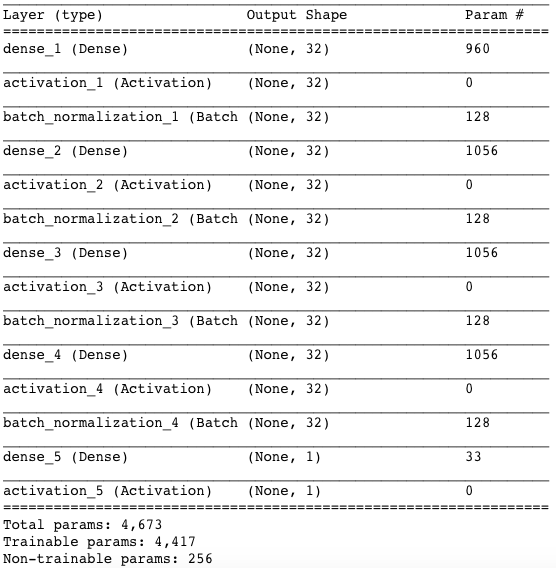 Layer (type) Output Shape Param #
dense_1 (Dense) (None, 32) 960
activation_1 (Activation) (None, 32) 0
batch_normalization_1 (Batch (None, 32) 128
dense_2 (Dense) (None, 32) 1056
activation_2 (Activation) (None, 32) 0
batch_normalization_2 (Batch (None, 32) 128
dense_3 (Dense) (None, 32) 1056
activation_3 (Activation) (None, 32) 0
batch_normalization_3 (Batch (None, 32) 128
dense_4 (Dense) (None, 32) 1056
activation_4 (Activation) (None, 32) 0
batch_normalization_4 (Batch (None, 32) 128
dense_5 (Dense) (None, 1) 33
activation_5 (Activation) (None, 1) 0
Total params: 4,673
Trainable params: 4,417
Non-trainable params: 256